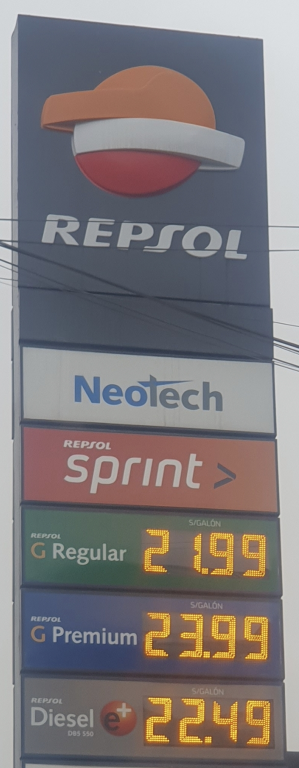 REPSOL
NeoTech
REPSOL
sprint >
S/GALÓN
REPSOL
G Regular 21.99
S/GALÓN
REPSOL
G Premium 23.99
S/GALÓN
REPSOL
Diesel e+ 22.49
DB5 S50